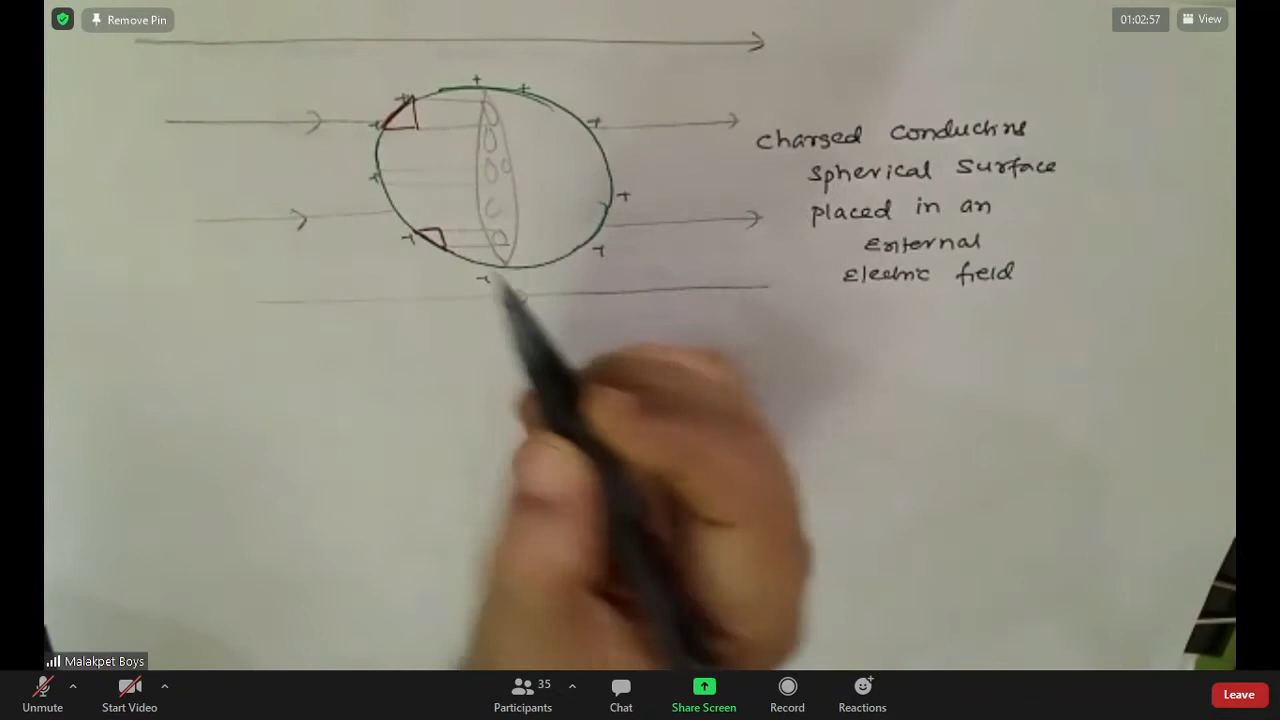 Remove Pin
01:02:57
View
Charged Conducting
Spherical Surface
placed in an
External
Electric field
Malakpet Boys
Unmute
Start Video
35
Participants
Chat
Share Screen
Record
Reactions
Leave